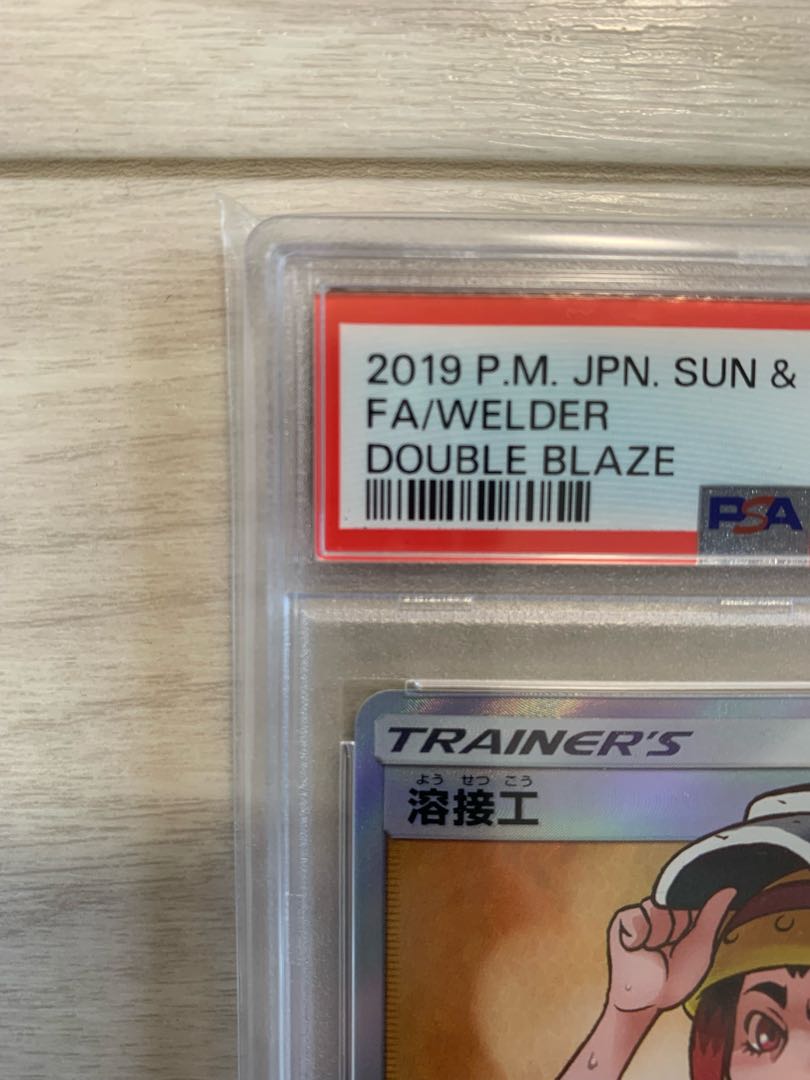 2019 P.M. JPN. SUN &
FA/WELDER
DOUBLE BLAZE
PSA
TRAINER'S
よう せつ こう
溶接工